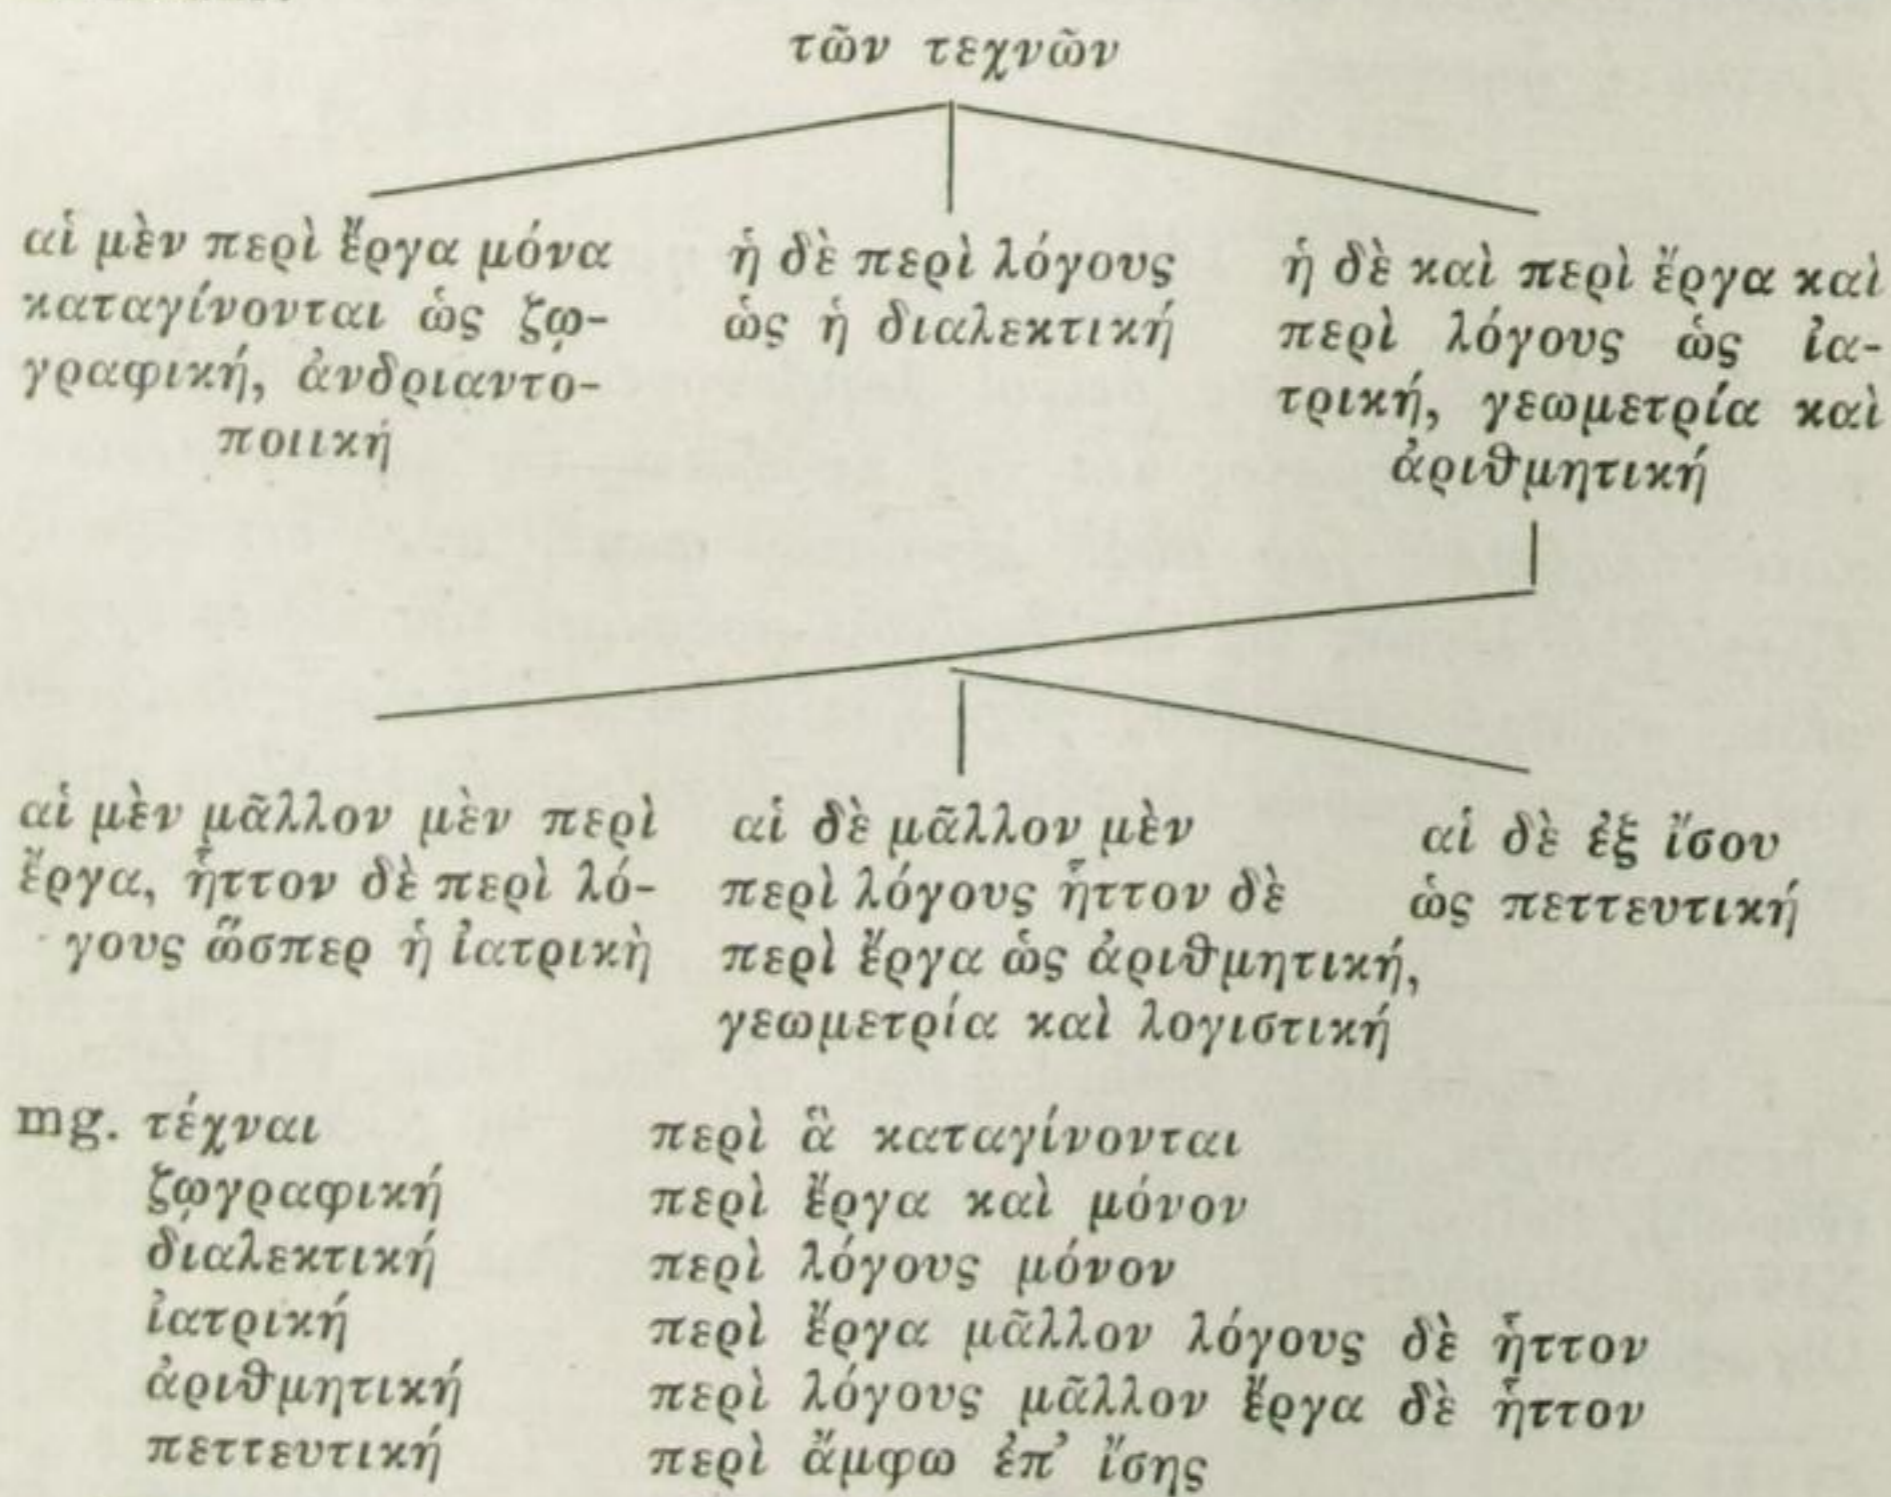 τῶν τεχνῶν
αἱ μὲν περὶ ἔργα μόνα
καταγίνονται ὡς ζω-
γραφική, ἀνδριαντο-
ποιική
ἡ δὲ περὶ λόγους
ὡς ἡ διαλεκτική
ἡ δὲ καὶ περὶ ἔργα καὶ
περὶ λόγους ὡς ἰα-
τρική, γεωμετρία καὶ
ἀριθμητική
αἱ μὲν μᾶλλον μὲν περὶ
ἔργα, ἧττον δὲ περὶ λό-
γους ὥσπερ ἡ ἰατρικὴ
αἱ δὲ μᾶλλον μὲν
περὶ λόγους ἧττον δὲ
περὶ ἔργα ὡς ἀριθμητική,
γεωμετρία καὶ λογιστική
αἱ δὲ ἐξ ἴσου
ὡς πεττευτική
mg. τέχναι περὶ ἃ καταγίνονται
ζῳγραφική περὶ ἔργα καὶ μόνον
διαλεκτική περὶ λόγους μόνον
ἰατρική περὶ ἔργα μᾶλλον λόγους δὲ ἧττον
ἀριθμητική περὶ λόγους μᾶλλον ἔργα δὲ ἧττον
πεττευτική περὶ ἄμφω ἐπ' ἴσης